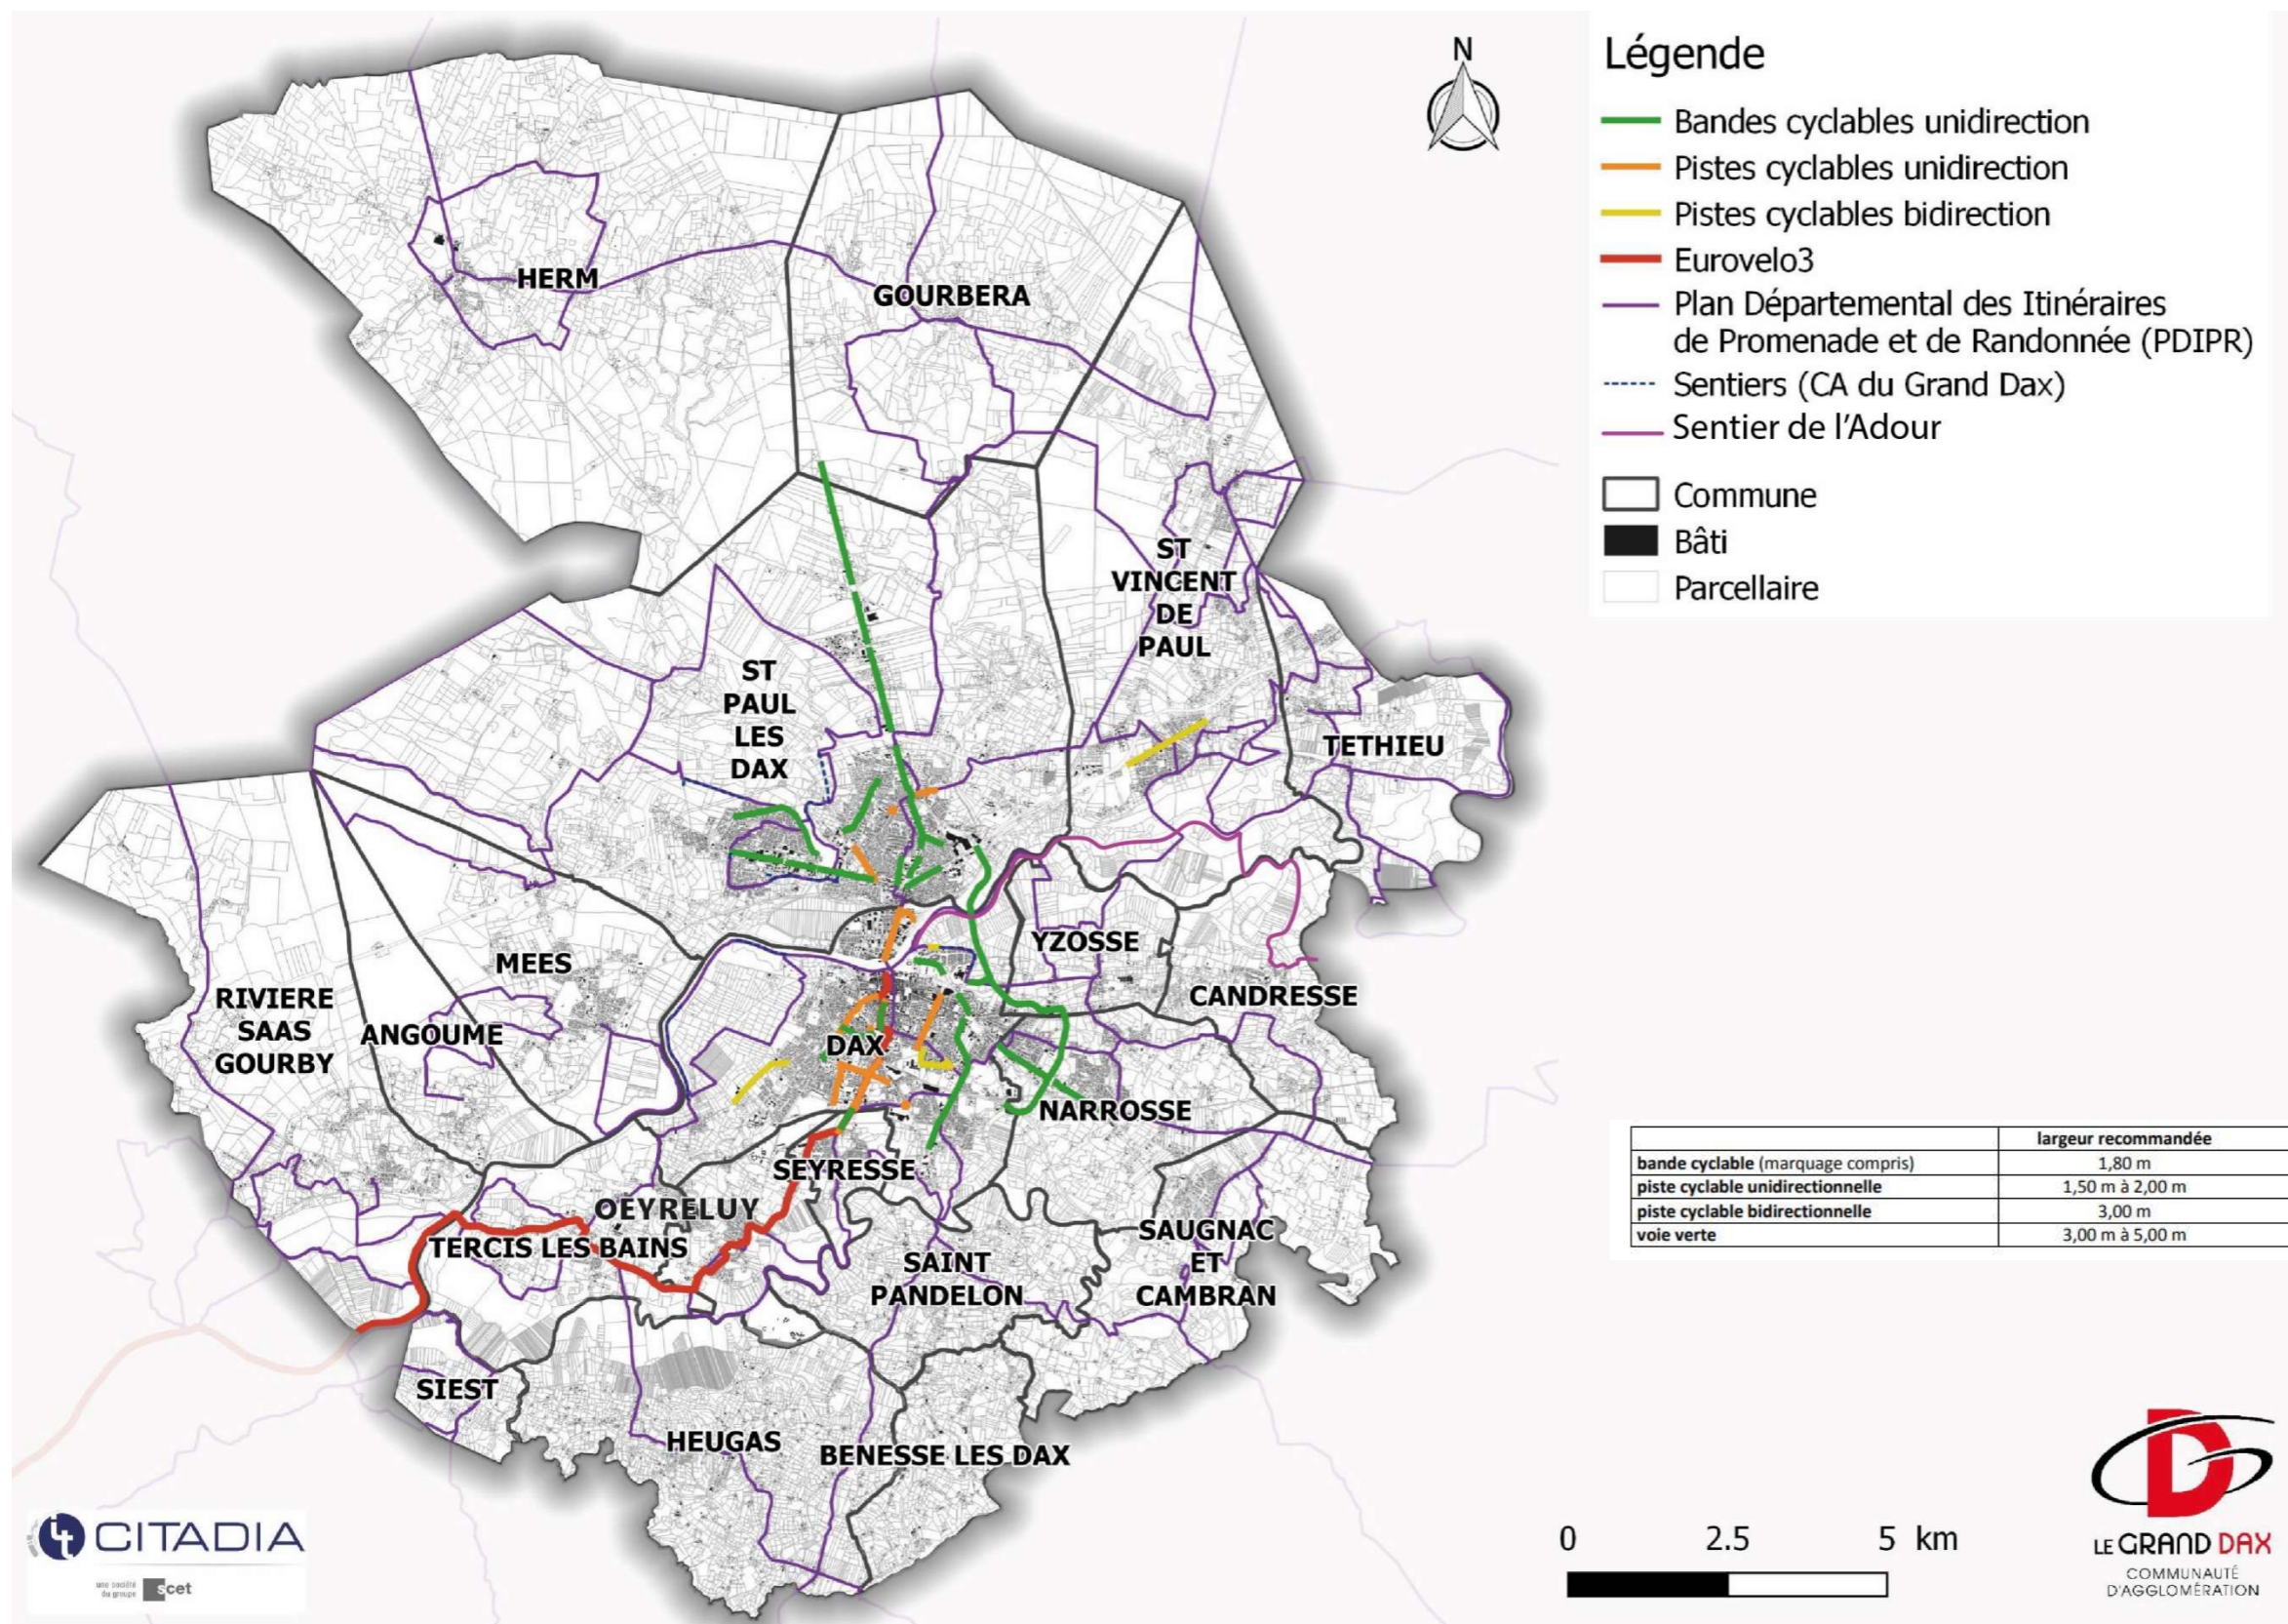 N
Légende
Bandes cyclables unidirection
Pistes cyclables unidirection
Pistes cyclables bidirection
Eurovelo3
Plan Départemental des Itinéraires
de Promenade et de Randonnée (PDIPR)
Sentiers (CA du Grand Dax)
Sentier de l'Adour
Commune
Bâti
Parcellaire
HERM
GOURBERA
ST
VINCENT
DE
PAUL
ST
PAUL
LES
DAX
TETHIEU
YZOSSE
MEES
CANDRESSE
RIVIERE
SAAS
GOURBY
ANGOUME
DAX
NARROSSE
SEYRESSE
OEYRELUY
TERCIS LES BAINS
SAINT
PANDELON
SAUGNAC
ET
CAMBRAN
SIEST
HEUGAS
BENESSE LES DAX
largeur recommandée
bande cyclable (marquage compris) 1,80 m
piste cyclable unidirectionnelle 1,50 m à 2,00 m
piste cyclable bidirectionnelle 3,00 m
voie verte 3,00 m à 5,00 m
CITADIA
une société
du groupe scet
0 2.5 5 km
LE GRAND DAX
COMMUNAUTÉ
D'AGGLOMÉRATION